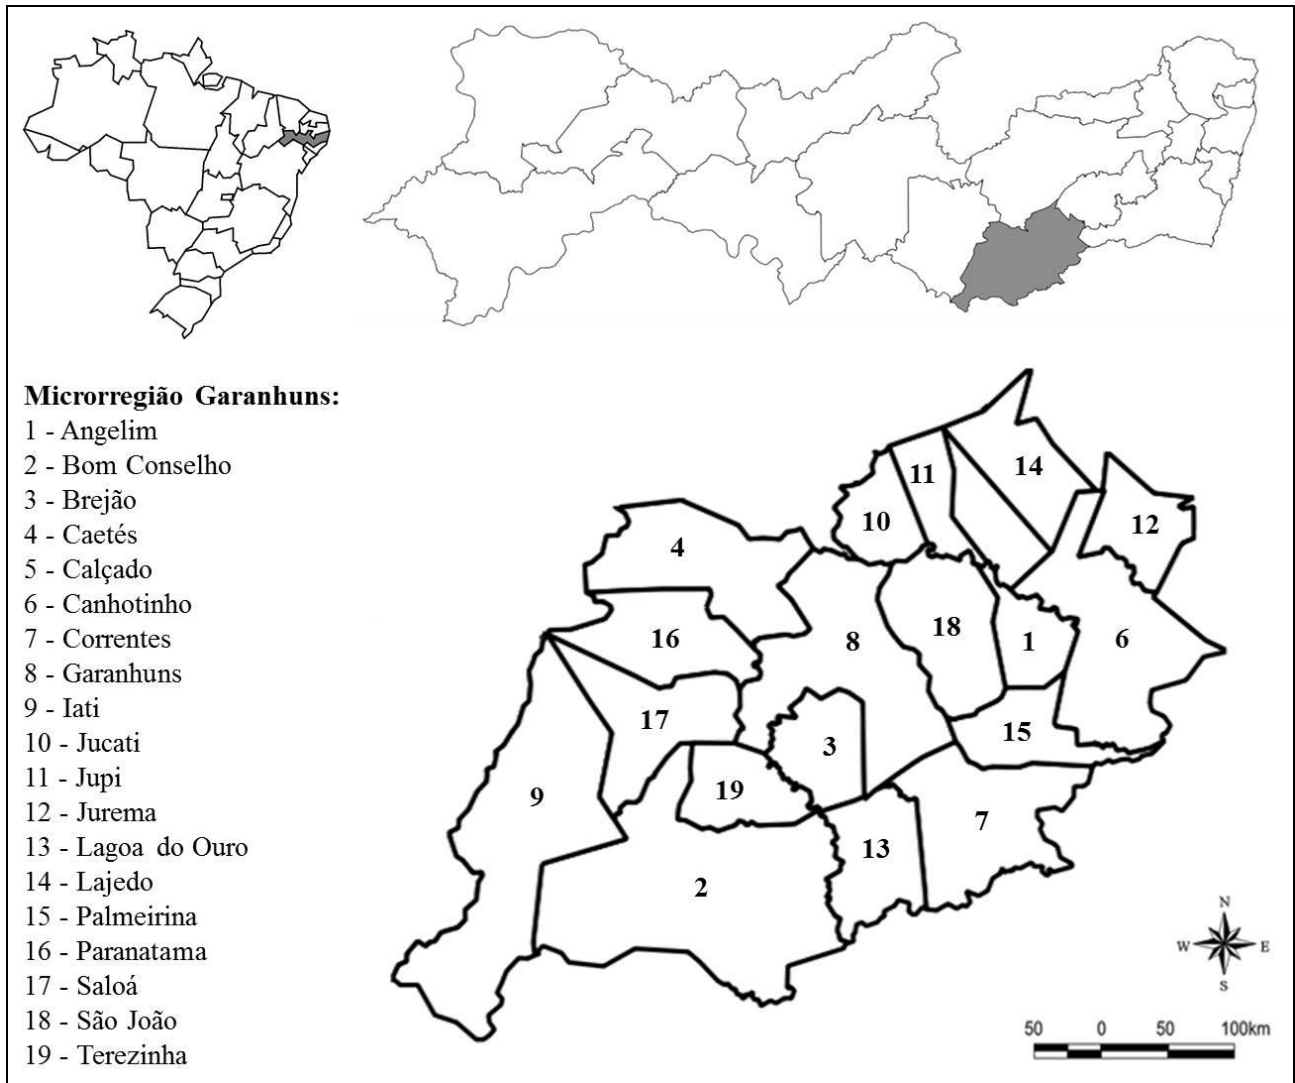 Microrregião Garanhuns:
1 - Angelim
2 - Bom Conselho
3 - Brejão
4 - Caetés
5 - Calçado
6 - Canhotinho
7 - Correntes
8 - Garanhuns
9 - Iati
10 - Jucati
11 - Jupi
12 - Jurema
13 - Lagoa do Ouro
14 - Lajedo
15 - Palmeirina
16 - Paranatama
17 - Saloá
18 - São João
19 - Terezinha
14
11
10
12
4
16
8
18
1
6
17
3
15
19
9
7
13
2
N
W E
S
50 0 50 100km